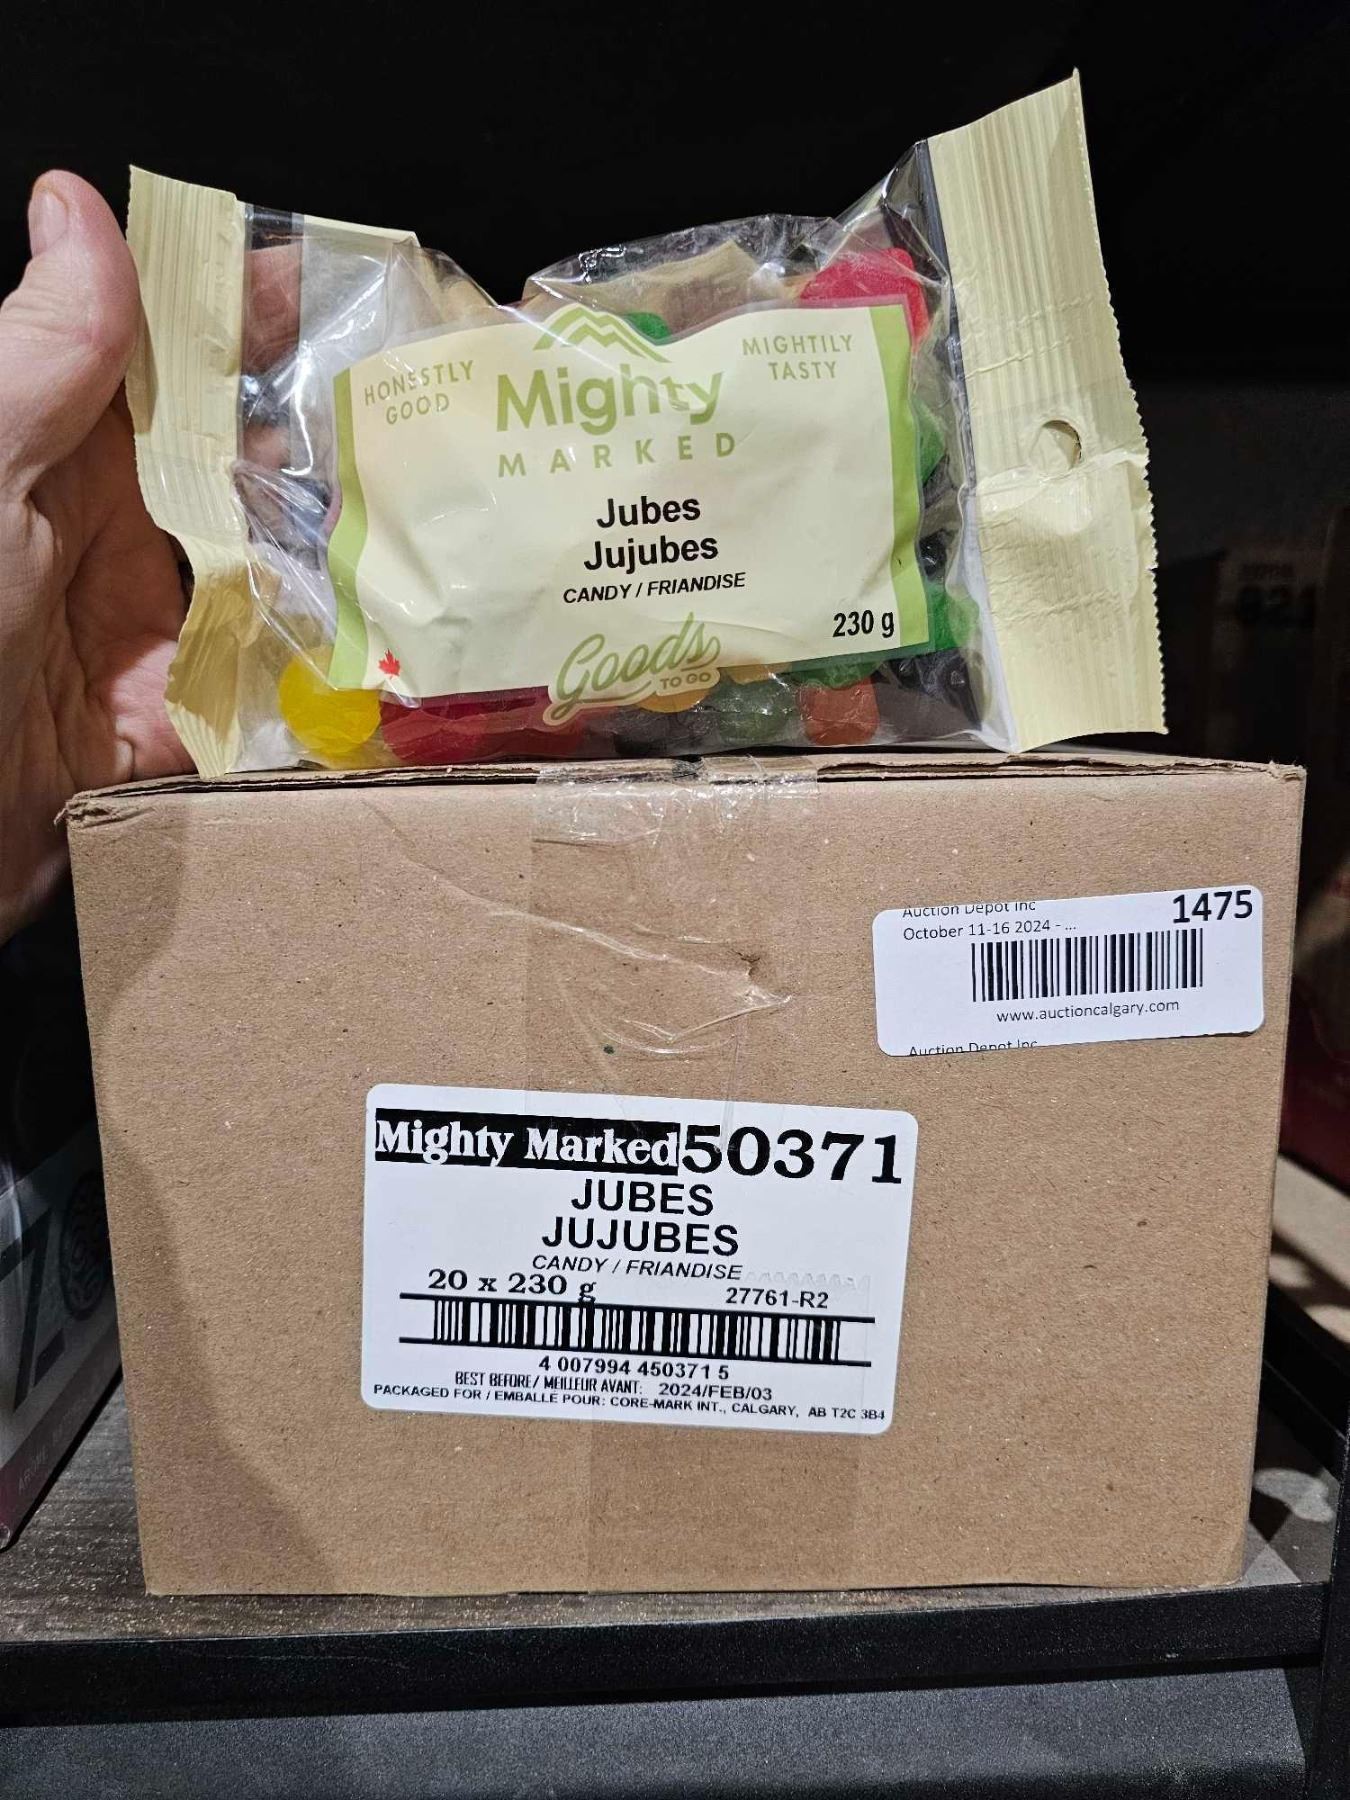 HONESTLY
GOOD
Mighty
MARKED
MIGHTILY
TASTY
Jubes
Jujubes
CANDY / FRIANDISE
230 g
Goods
TO GO
Auction Depot Inc
1475
October 11-16 2024 - ...
www.auctioncalgary.com
Auction Depot Inc
Mighty Marked 50371
JUBES
JUJUBES
CANDY / FRIANDISE
20 x 230 g
27761-R2
4 007994 450371 5
BEST BEFORE / MEILLEUR AVANT: 2024/FEB/03
PACKAGED FOR / EMBALLE POUR: CORE-MARK INT., CALGARY, AB T2C 3B4